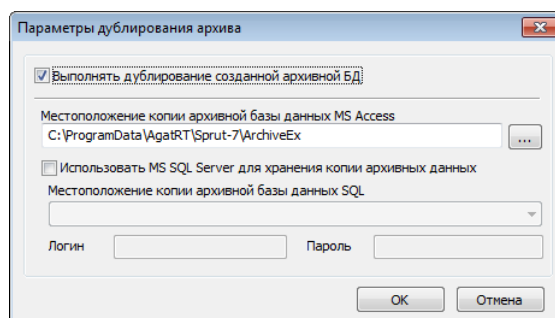 Параметры дублирования архива
Выполнять дублирование созданной архивной БД
Местоположение копии архивной базы данных MS Access
C:\ProgramData\AgatRT\Sprut-7\ArchiveEx
...
Использовать MS SQL Server для хранения копии архивных данных
Местоположение копии архивной базы данных SQL
Логин Пароль
OK Отмена